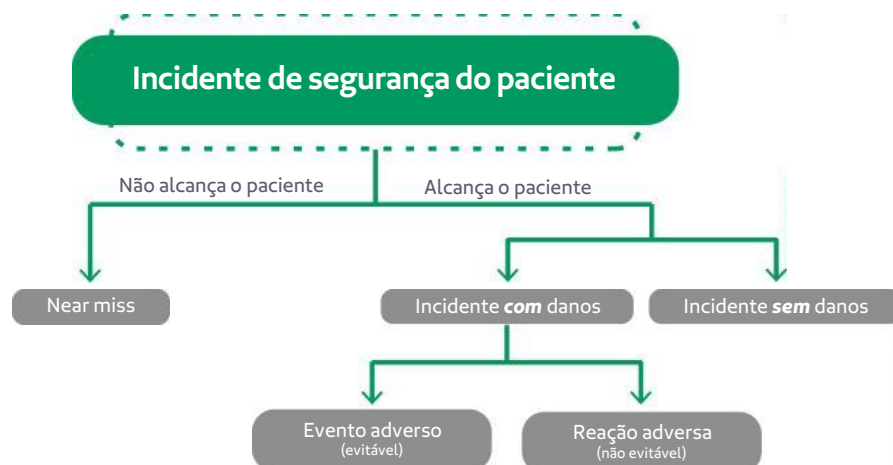 Incidente de segurança do paciente
Não alcança o paciente
Alcança o paciente
Near miss
Incidente com danos
Incidente sem danos
Evento adverso
(evitável)
Reação adversa
(não evitável)